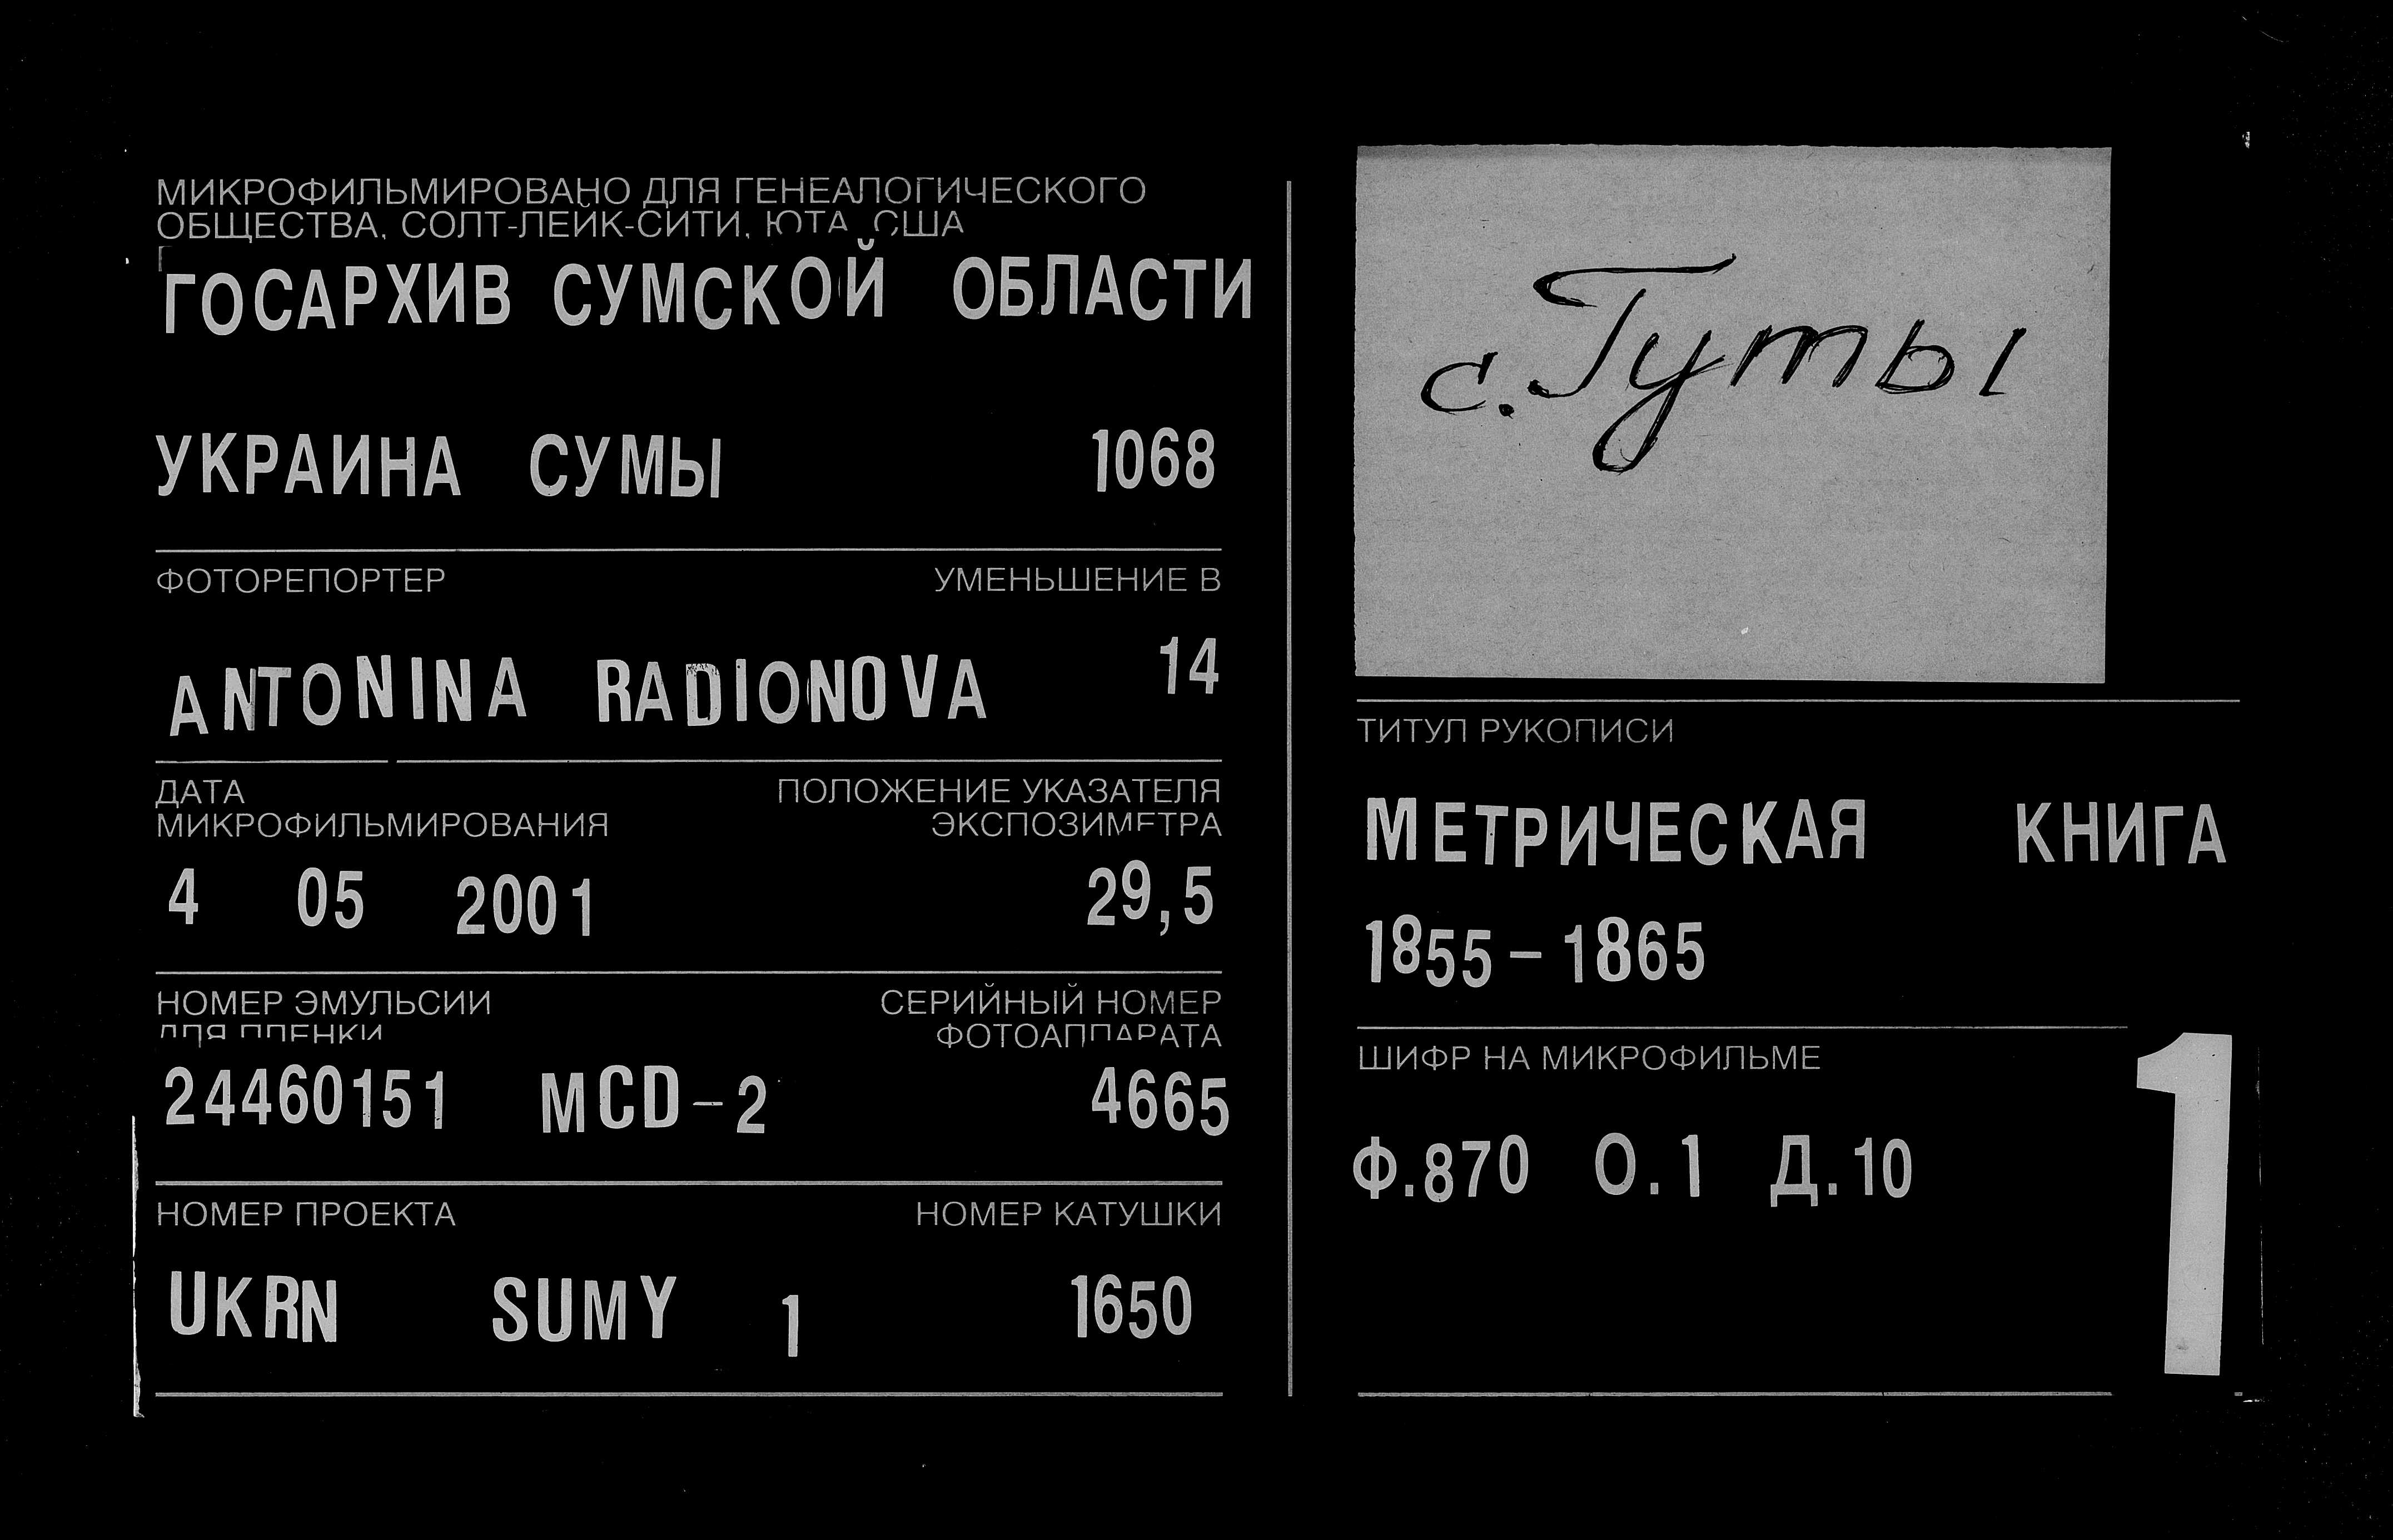 МИКРОФИЛЬМИРОВАНО ДЛЯ ГЕНЕАЛОГИЧЕСКОГО
ОБЩЕСТВА, СОЛТ-ЛЕЙК-СИТИ, ЮТА, США
ГОСАРХИВ СУМСКОЙ ОБЛАСТИ
УКРАИНА СУМЫ 1068
ФОТОРЕПОРТЕР УМЕНЬШЕНИЕ В
ANTONINA RADIONOVA 14
ДАТА ПОЛОЖЕНИЕ УКАЗАТЕЛЯ
МИКРОФИЛЬМИРОВАНИЯ ЭКСПОЗИМЕТРА
4 05 2001 29,5
НОМЕР ЭМУЛЬСИИ СЕРИЙНЫЙ НОМЕР
ДЛЯ ПЛЕНКИ ФОТОАППАРАТА
24460151 MCD-2 4665
НОМЕР ПРОЕКТА НОМЕР КАТУШКИ
UKRN SUMY 1 1650
с. Гуты
ТИТУЛ РУКОПИСИ
МЕТРИЧЕСКАЯ КНИГА
1855-1865
ШИФР НА МИКРОФИЛЬМЕ
Ф.870 О.1 Д.10
1